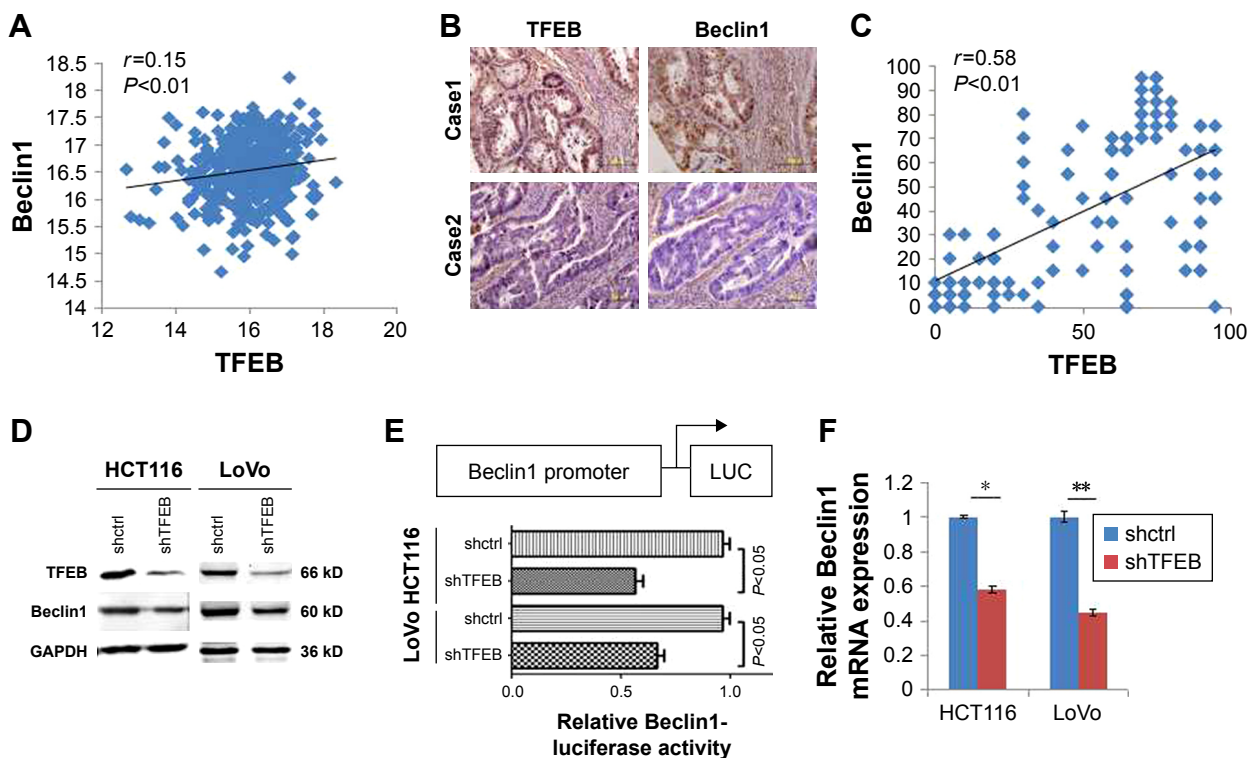 A
r=0.15
P<0.01
Beclin1
18.5
18
17.5
17
16.5
16
15.5
15
14.5
14
12 14 16 18 20
TFEB
B
TFEB Beclin1
Case1
Case2
C
r=0.58
P<0.01
Beclin1
100
90
80
70
60
50
40
30
20
10
0
0 50 100
TFEB
D
HCT116 LoVo
shctrl shTFEB shctrl shTFEB
TFEB 66 kD
Beclin1 60 kD
GAPDH 36 kD
E
Beclin1 promoter LUC
LoVo HCT116
shctrl
shTFEB
P<0.05
shctrl
shTFEB
P<0.05
0.0 0.5 1.0
Relative Beclin1-
luciferase activity
F
Relative Beclin1
mRNA expression
1.2
1
0.8
0.6
0.4
0.2
0
* **
shctrl
shTFEB
HCT116 LoVo